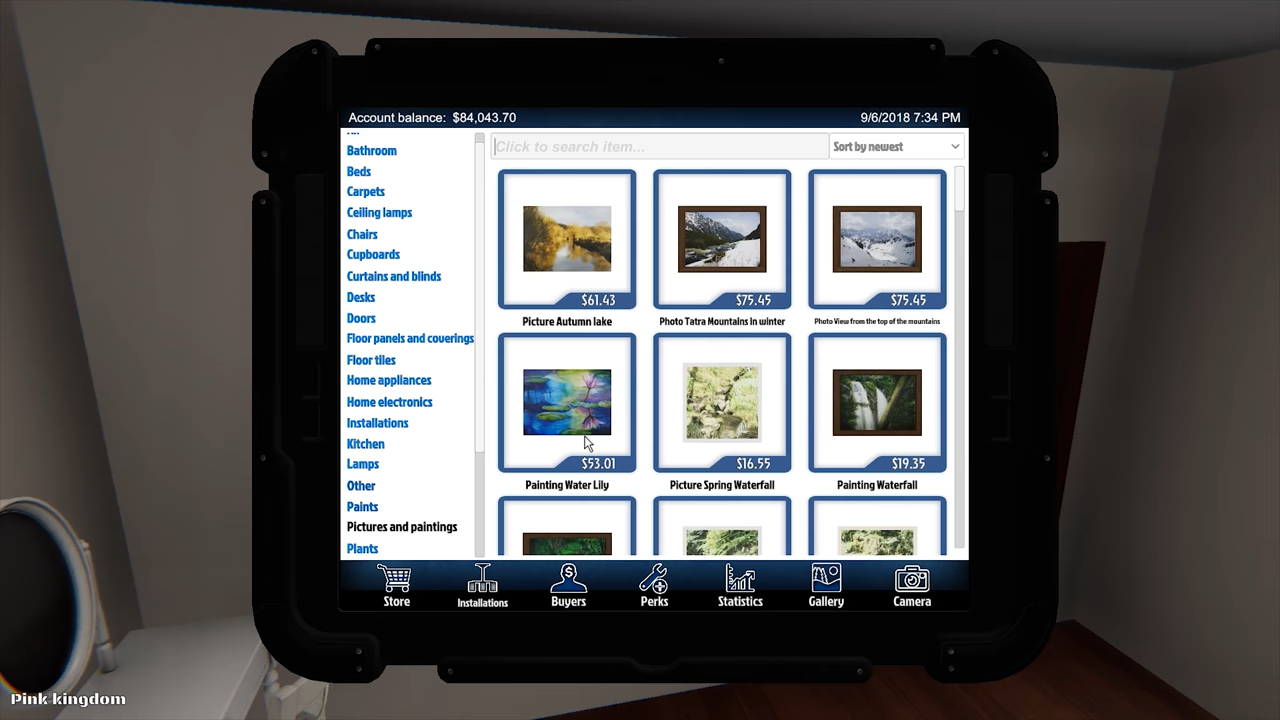 Account balance: $84,043.70
9/6/2018 7:34 PM
Click to search item...
Sort by newest
Bathroom
Beds
Carpets
Ceiling lamps
Chairs
Cupboards
Curtains and blinds
Desks
Doors
Floor panels and coverings
Floor tiles
Home appliances
Home electronics
Installations
Kitchen
Lamps
Other
Paints
Pictures and paintings
Plants
$61.43
$75.45
$75.45
Picture Autumn lake
Photo Tatra Mountains in winter
Photo View from the top of the mountains
$53.01
$16.55
$19.35
Painting Water Lily
Picture Spring Waterfall
Painting Waterfall
Store
Installations
Buyers
Perks
Statistics
Gallery
Camera
Pink kingdom